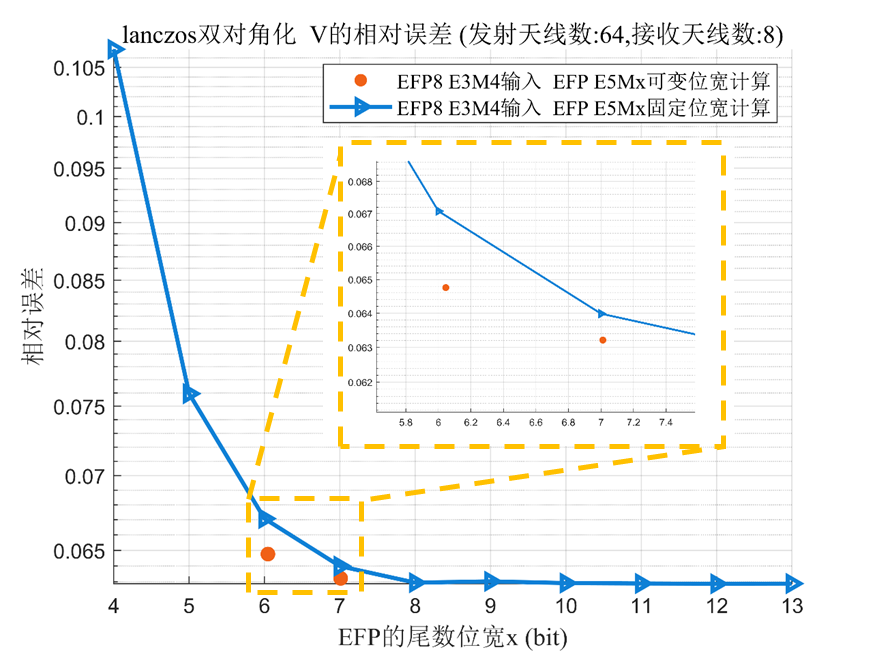 lanczos双对角化 V的相对误差 (发射天线数:64,接收天线数:8)
EFP8 E3M4输入 EFP E5Mx可变位宽计算
EFP8 E3M4输入 EFP E5Mx固定位宽计算
0.105
0.1
0.095
0.09
0.085
0.08
0.075
0.07
0.065
相对误差
0.068
0.067
0.066
0.065
0.064
0.063
0.062
5.8 6 6.2 6.4 6.6 6.8 7 7.2 7.4
4 5 6 7 8 9 10 11 12 13
EFP的尾数位宽x (bit)